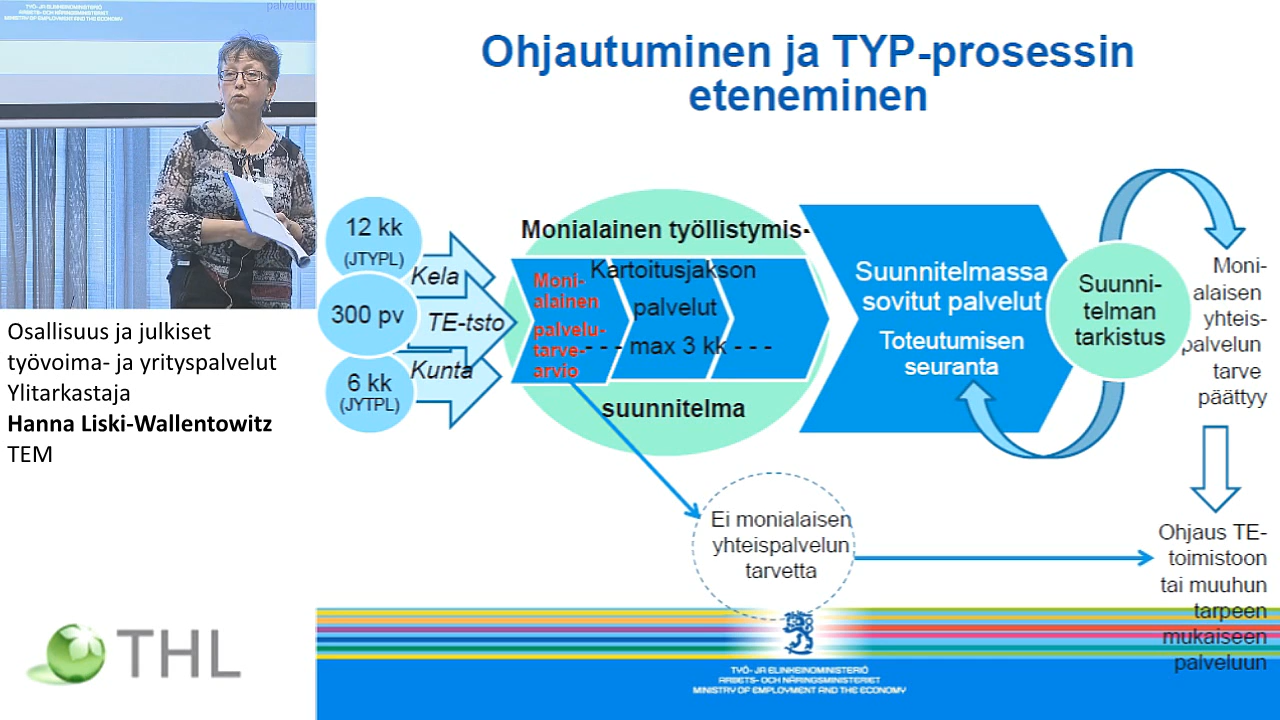 TYÖ- JA ELINKEINOMINISTERIÖ
ARBETS- OCH NÄRINGSMINISTERIET
MINISTRY OF EMPLOYMENT AND THE ECONOMY
palveluun
Osallisuus ja julkiset
työvoima- ja yrityspalvelut
Ylitarkastaja
Hanna Liski-Wallentowitz
TEM
THL
Ohjautuminen ja TYP-prosessin
eteneminen
12 kk
(JTYPL)
300 pv
6 kk
(JYTPL)
Kela
TE-tsto
Kunta
Monialainen työllistymis-
Moni-
alainen
palvelu-
tarve-
arvio
Kartoitusjakson
palvelut
- - - max 3 kk - - -
suunnitelma
Suunnitelmassa
sovitut palvelut
Toteutumisen
seuranta
Suunni-
telman
tarkistus
Moni-
alaisen
yhteis-
palvelun
tarve
päättyy
Ei monialaisen
yhteispalvelun
tarvetta
Ohjaus TE-
toimistoon
tai muuhun
tarpeen
mukaiseen
palveluun
TYÖ- JA ELINKEINOMINISTERIÖ
ARBETS- OCH NÄRINGSMINISTERIET
MINISTRY OF EMPLOYMENT AND THE ECONOMY